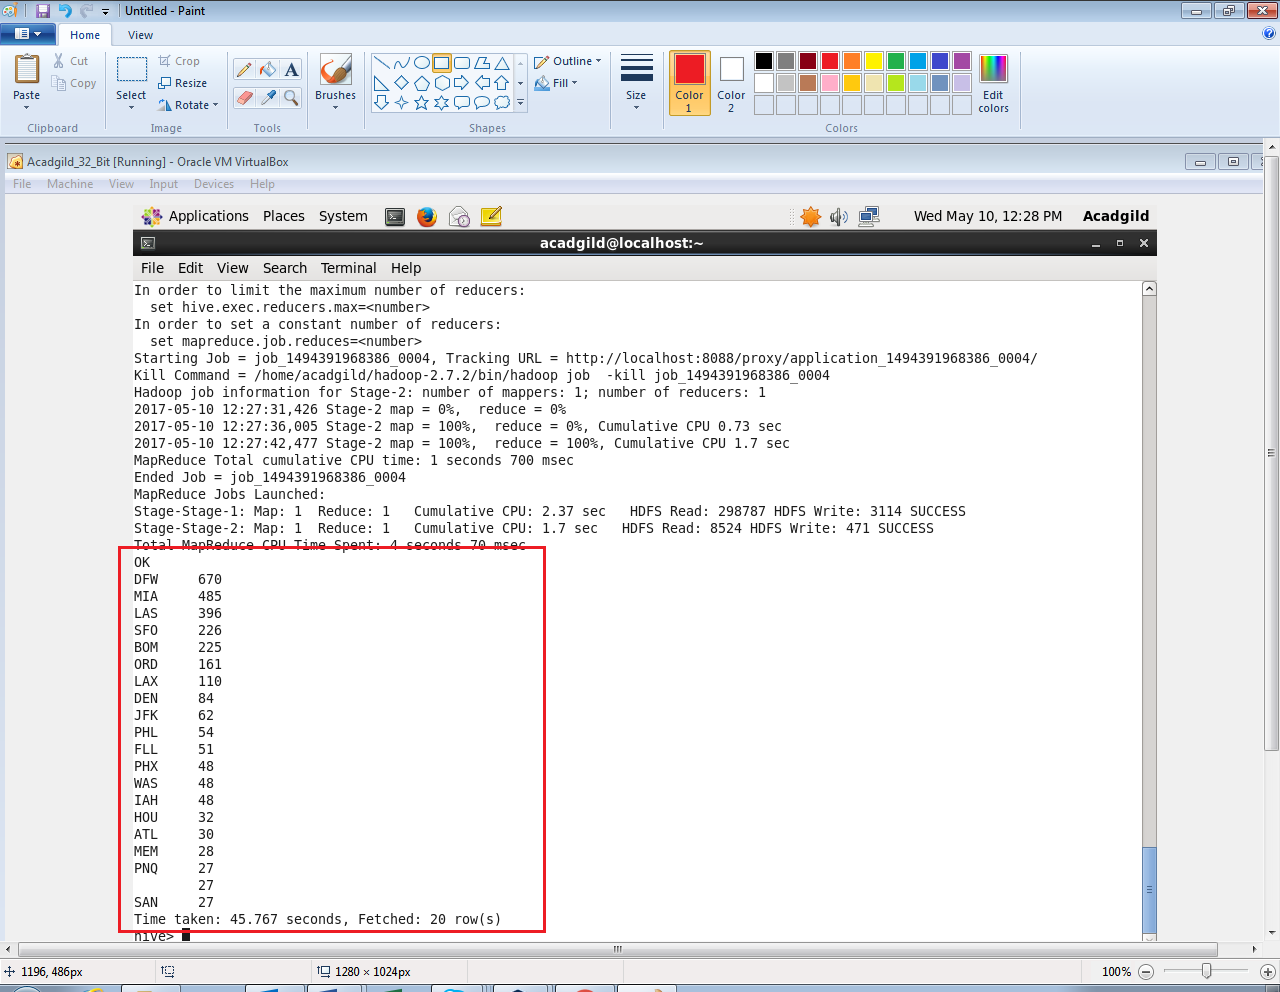 Untitled - Paint
Home View
Paste Cut Copy Select Crop Resize Rotate Brushes Outline Fill Size Color 1 Color 2 Edit colors
Clipboard Image Tools Shapes Colors
Acadgild_32_Bit [Running] - Oracle VM VirtualBox
File Machine View Input Devices Help
Applications Places System Wed May 10, 12:28 PM Acadgild
acadgild@localhost:~
File Edit View Search Terminal Help
In order to limit the maximum number of reducers:
set hive.exec.reducers.max=<number>
In order to set a constant number of reducers:
set mapreduce.job.reduces=<number>
Starting Job = job_1494391968386_0004, Tracking URL = http://localhost:8088/proxy/application_1494391968386_0004/
Kill Command = /home/acadgild/hadoop-2.7.2/bin/hadoop job  -kill job_1494391968386_0004
Hadoop job information for Stage-2: number of mappers: 1; number of reducers: 1
2017-05-10 12:27:31,426 Stage-2 map = 0%,  reduce = 0%
2017-05-10 12:27:36,005 Stage-2 map = 100%,  reduce = 0%, Cumulative CPU 0.73 sec
2017-05-10 12:27:42,477 Stage-2 map = 100%,  reduce = 100%, Cumulative CPU 1.7 sec
MapReduce Total cumulative CPU time: 1 seconds 700 msec
Ended Job = job_1494391968386_0004
MapReduce Jobs Launched:
Stage-Stage-1: Map: 1  Reduce: 1   Cumulative CPU: 2.37 sec   HDFS Read: 298787 HDFS Write: 3114 SUCCESS
Stage-Stage-2: Map: 1  Reduce: 1   Cumulative CPU: 1.7 sec   HDFS Read: 8524 HDFS Write: 471 SUCCESS
Total MapReduce CPU Time Spent: 4 seconds 70 msec
OK
DFW 670
MIA 485
LAS 396
SFO 226
BOM 225
ORD 161
LAX 110
DEN 84
JFK 62
PHL 54
FLL 51
PHX 48
WAS 48
IAH 48
HOU 32
ATL 30
MEM 28
PNQ 27
27
SAN 27
Time taken: 45.767 seconds, Fetched: 20 row(s)
hive>
1196, 486px 1280 × 1024px 100%